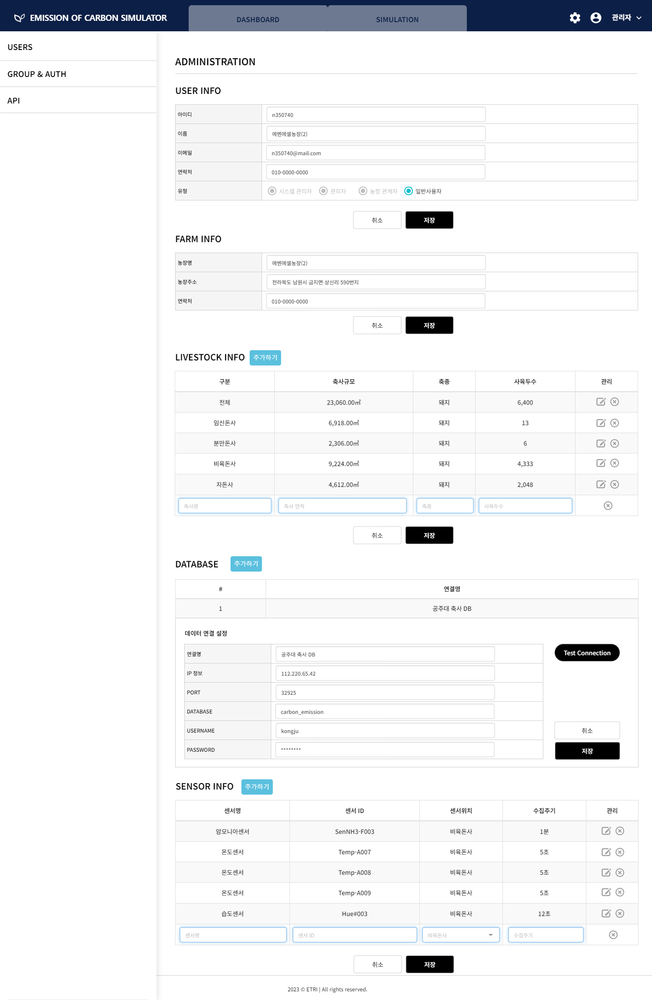 EMISSION OF CARBON SIMULATOR DASHBOARD SIMULATION 관리자
USERS
GROUP & AUTH
API
ADMINISTRATION
USER INFO
아이디 n350740
이름 에벤에셀농장(2)
이메일 n350740@mail.com
연락처 010-0000-0000
유형 시스템 관리자 관리자 농장 관계자 일반사용자
취소 저장
FARM INFO
농장명 에벤에셀농장(2)
농장주소 전라북도 남원시 금지면 상신리 590번지
연락처 010-0000-0000
취소 저장
LIVESTOCK INFO 추가하기
구분 축사규모 축종 사육두수 관리
전체 23,060.00㎡ 돼지 6,400
임신돈사 6,918.00㎡ 돼지 13
분만돈사 2,306.00㎡ 돼지 6
비육돈사 9,224.00㎡ 돼지 4,333
자돈사 4,612.00㎡ 돼지 2,048
축사명 축사 면적 축종 사육두수
취소 저장
DATABASE 추가하기
# 연결명
1 공주대 축사 DB
데이터 연결 설정
연결명 공주대 축사 DB Test Connection
IP 정보 112.220.65.42
PORT 32925
DATABASE carbon_emission
USERNAME kongju 취소
PASSWORD ******** 저장
SENSOR INFO 추가하기
센서명 센서 ID 센서위치 수집주기 관리
암모니아센서 SenNH3-F003 비육돈사 1분
온도센서 Temp-A007 비육돈사 5초
온도센서 Temp-A008 비육돈사 5초
온도센서 Temp-A009 비육돈사 5초
습도센서 Hue#003 비육돈사 12초
센서명 센서 ID 비육돈사 수집주기
취소 저장
2023 © ETRI | All rights reserved.